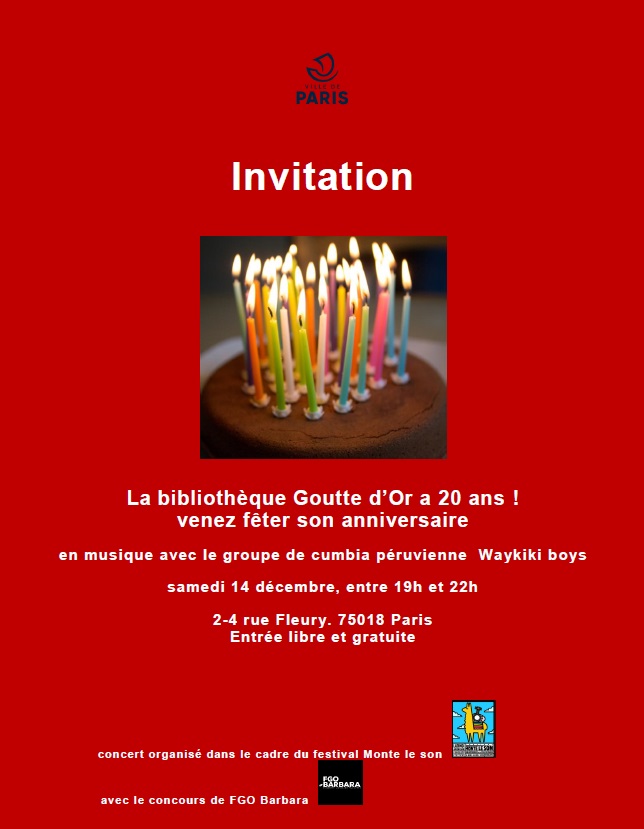 VILLE DE
PARIS
Invitation
La bibliothèque Goutte d’Or a 20 ans !
venez fêter son anniversaire
en musique avec le groupe de cumbia péruvienne  Waykiki boys
samedi 14 décembre, entre 19h et 22h
2-4 rue Fleury. 75018 Paris
Entrée libre et gratuite
concert organisé dans le cadre du festival Monte le son
FGO
-BARBARA
avec le concours de FGO Barbara